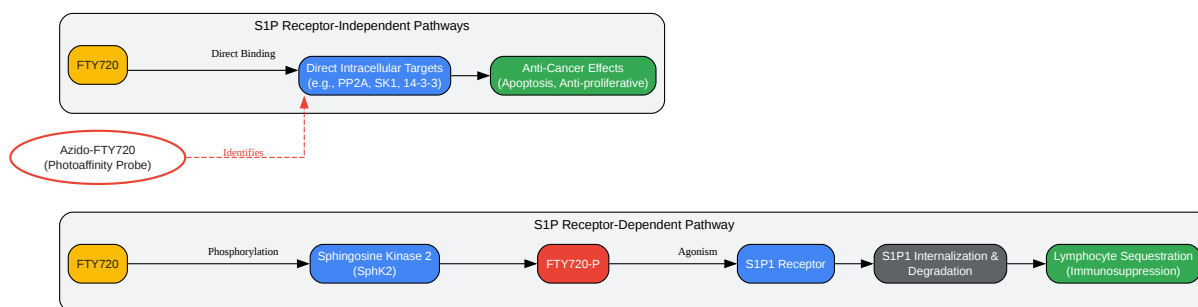 S1P Receptor-Independent Pathways
FTY720
Direct Binding
Direct Intracellular Targets
(e.g., PP2A, SK1, 14-3-3)
Anti-Cancer Effects
(Apoptosis, Anti-proliferative)
Azido-FTY720
(Photoaffinity Probe)
Identifies
S1P Receptor-Dependent Pathway
FTY720
Phosphorylation
Sphingosine Kinase 2
(SphK2)
FTY720-P
Agonism
S1P1 Receptor
S1P1 Internalization &
Degradation
Lymphocyte Sequestration
(Immunosuppression)